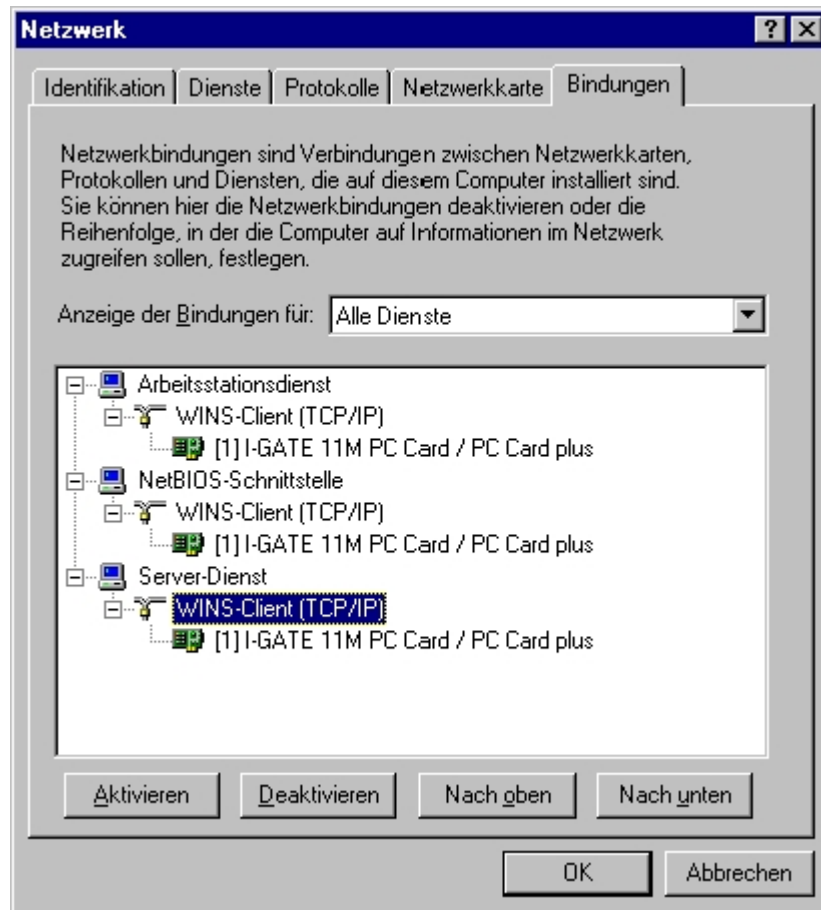 Netzwerk
Identifikation Dienste Protokolle Netzwerkkarte Bindungen
Netzwerkbindungen sind Verbindungen zwischen Netzwerkkarten,
Protokollen und Diensten, die auf diesem Computer installiert sind.
Sie können hier die Netzwerkbindungen deaktivieren oder die
Reihenfolge, in der die Computer auf Informationen im Netzwerk
zugreifen sollen, festlegen.
Anzeige der Bindungen für: Alle Dienste
Arbeitsstationsdienst
WINS-Client (TCP/IP)
[1] I-GATE 11M PC Card / PC Card plus
NetBIOS-Schnittstelle
WINS-Client (TCP/IP)
[1] I-GATE 11M PC Card / PC Card plus
Server-Dienst
WINS-Client (TCP/IP)
[1] I-GATE 11M PC Card / PC Card plus
Aktivieren Deaktivieren Nach oben Nach unten
OK Abbrechen